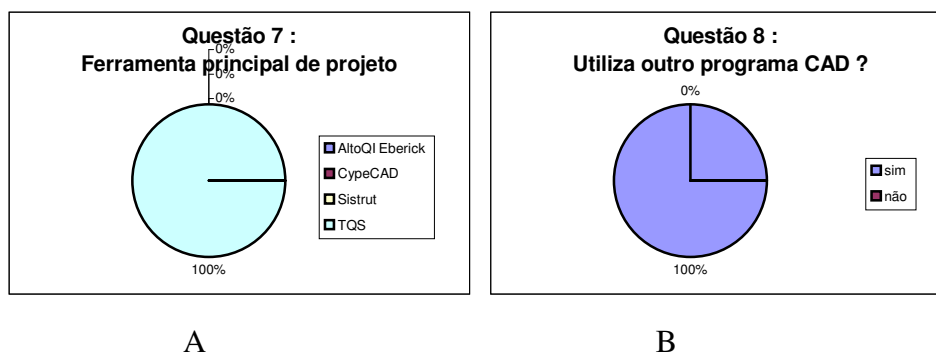 Questão 7 :
Ferramenta principal de projeto
0%
0%
0%
100%
AltoQI Eberick
CypeCAD
Sistrut
TQS
Questão 8 :
Utiliza outro programa CAD ?
0%
100%
sim
não
A
B